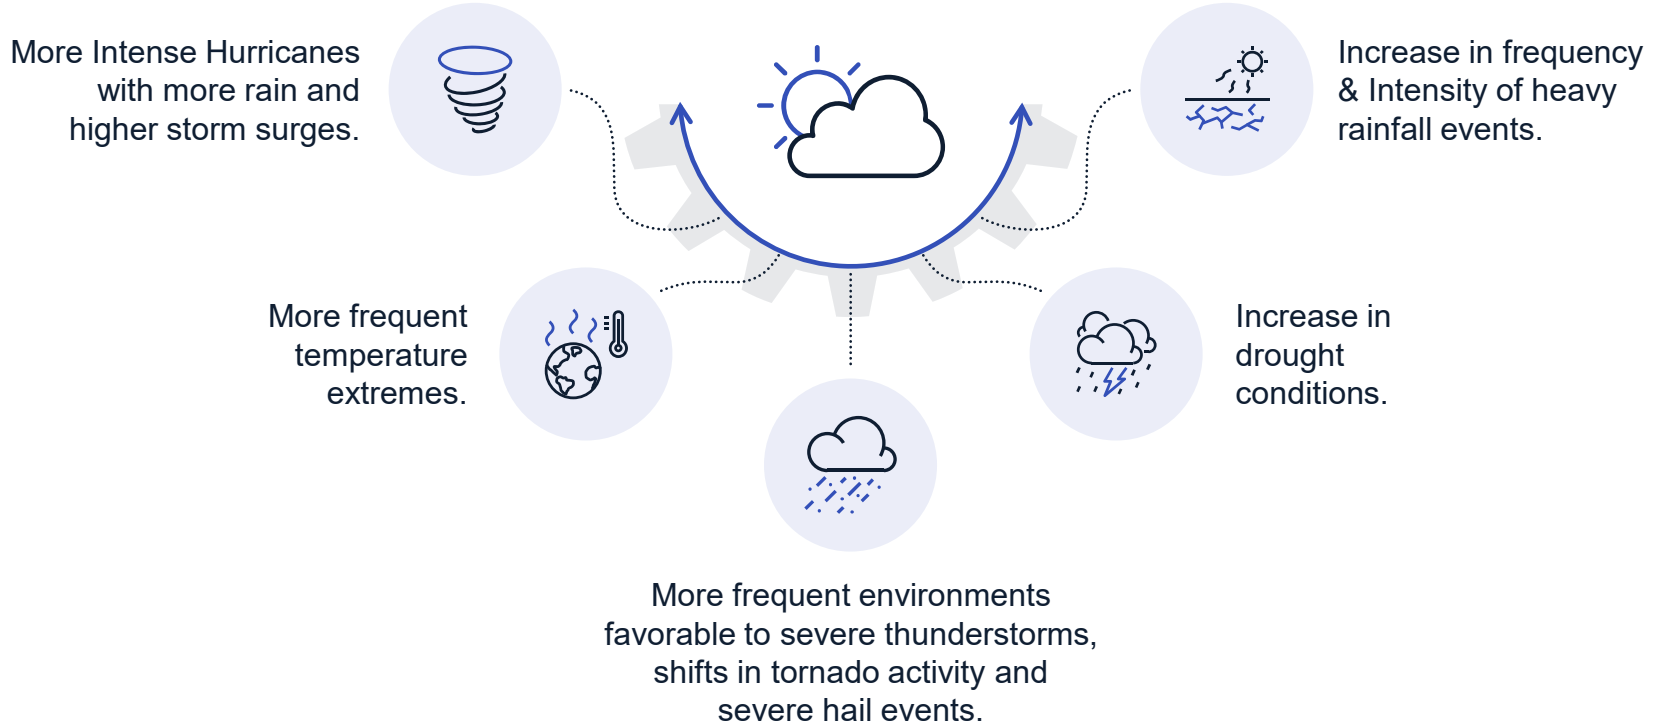 More Intense Hurricanes
with more rain and
higher storm surges.
Increase in frequency
& Intensity of heavy
rainfall events.
More frequent
temperature
extremes.
Increase in
drought
conditions.
More frequent environments
favorable to severe thunderstorms,
shifts in tornado activity and
severe hail events.